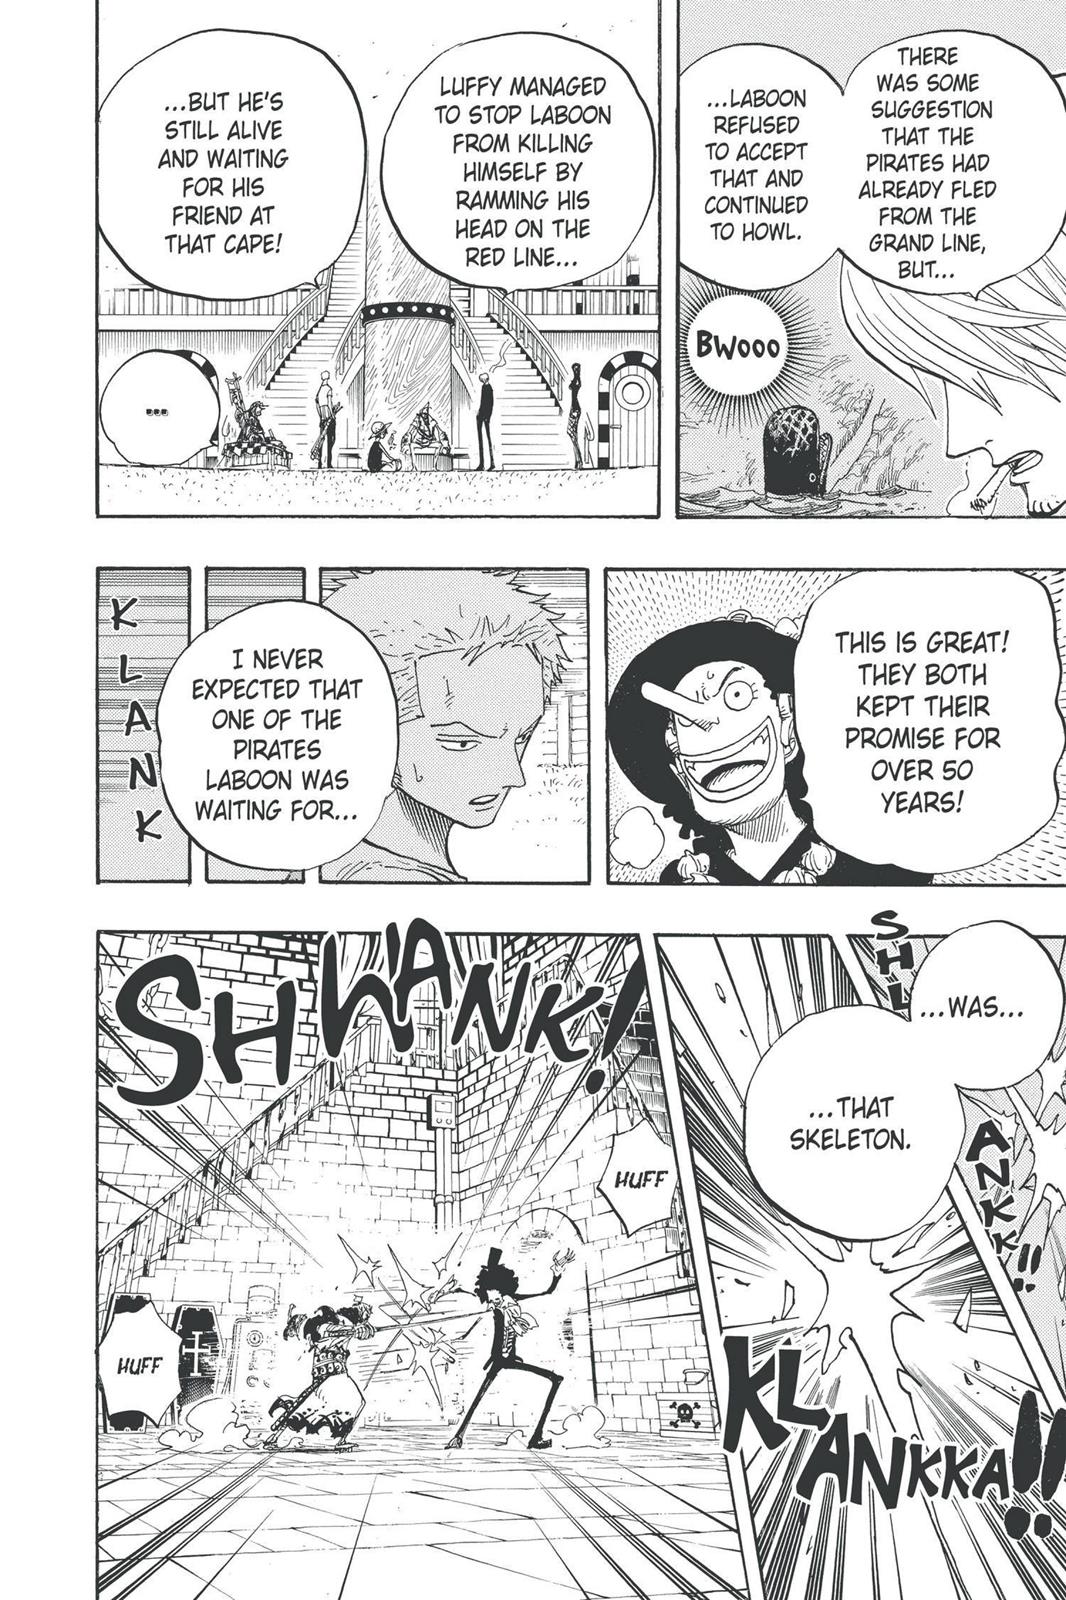 THERE
WAS SOME
SUGGESTION
THAT THE
PIRATES HAD
ALREADY FLED
FROM THE
GRAND LINE,
BUT...
...LABOON
REFUSED
TO ACCEPT
THAT AND
CONTINUED
TO HOWL.
BWOOO
LUFFY MANAGED
TO STOP LABOON
FROM KILLING
HIMSELF BY
RAMMING HIS
HEAD ON THE
RED LINE...
...BUT HE'S
STILL ALIVE
AND WAITING
FOR HIS
FRIEND AT
THAT CAPE!
...
THIS IS GREAT!
THEY BOTH
KEPT THEIR
PROMISE FOR
OVER 50
YEARS!
I NEVER
EXPECTED THAT
ONE OF THE
PIRATES
LABOON WAS
WAITING FOR...
KLANK
...WAS...
...THAT
SKELETON.
SHL
ANKK!!
KLANKKA!!
SHWANK!
HUFF
HUFF